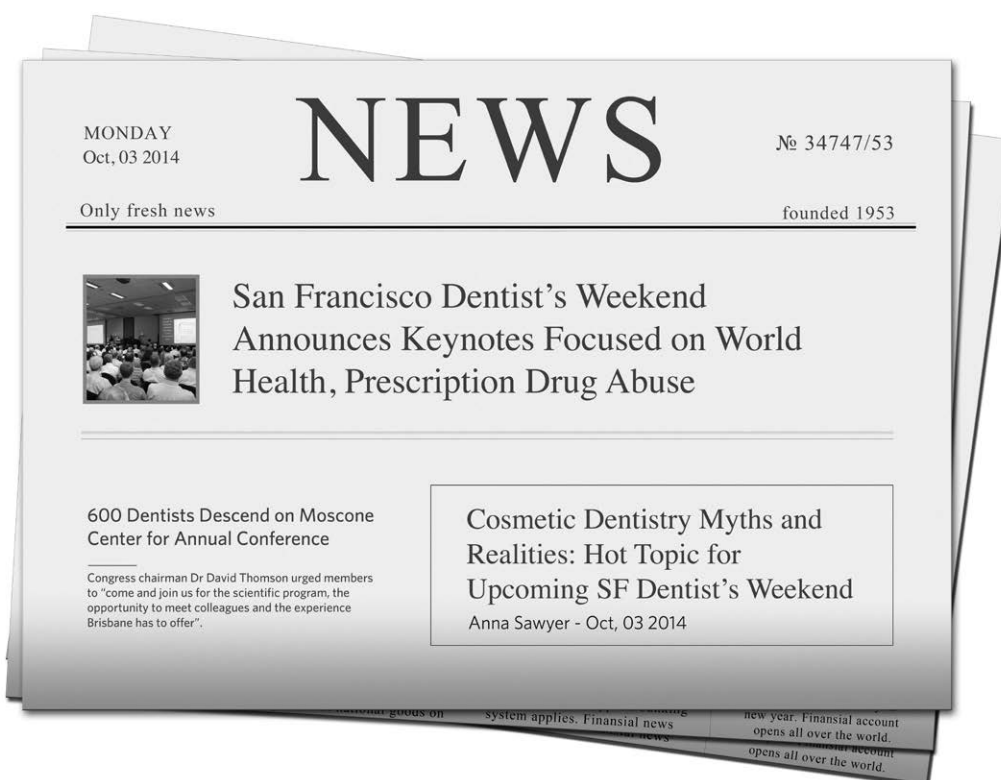 NEWS
MONDAY
Oct, 03 2014
№ 34747/53
Only fresh news
founded 1953
San Francisco Dentist’s Weekend
Announces Keynotes Focused on World
Health, Prescription Drug Abuse
600 Dentists Descend on Moscone
Center for Annual Conference
Congress chairman Dr David Thomson urged members
to “come and join us for the scientific program, the
opportunity to meet colleagues and the experience
Brisbane has to offer”.
Cosmetic Dentistry Myths and
Realities: Hot Topic for
Upcoming SF Dentist’s Weekend
Anna Sawyer - Oct, 03 2014
goods on
system applies. Finansial news
news
new year. Finansial account
opens all over the world.
account
opens all over the world.